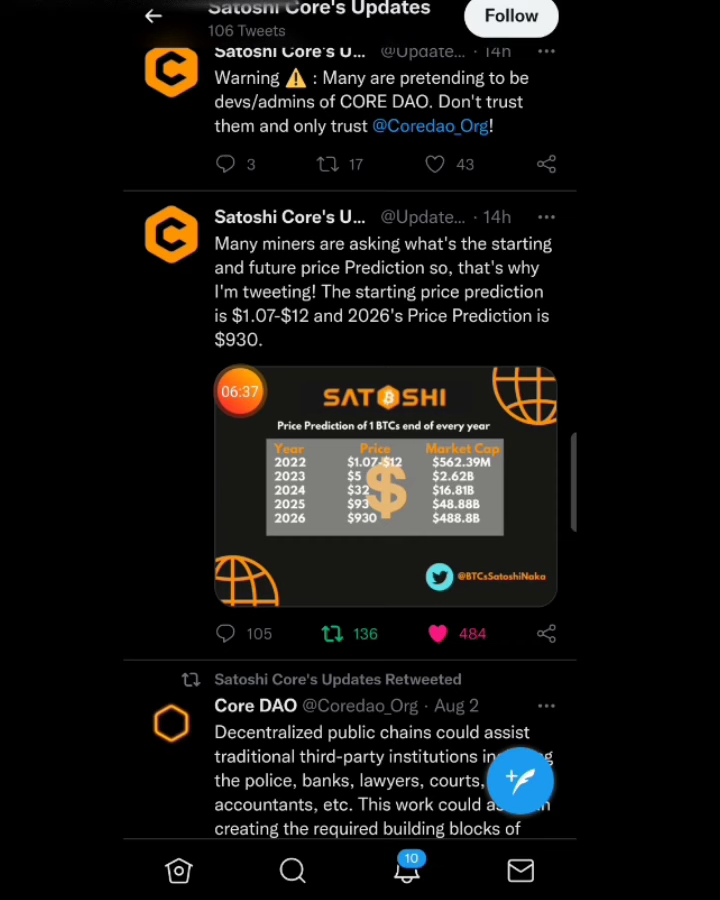 Satoshi Core's Updates
106 Tweets
Follow
Satoshi Core's U... @Update... · 14h
Warning ⚠️ : Many are pretending to be
devs/admins of CORE DAO. Don't trust
them and only trust @Coredao_Org!
3 17 43
Satoshi Core's U... @Update... · 14h
Many miners are asking what's the starting
and future price Prediction so, that's why
I'm tweeting! The starting price prediction
is $1.07-$12 and 2026's Price Prediction is
$930.
06:37
SATOSHI
Price Prediction of 1 BTCs end of every year
Year Price Market Cap
2022 $1.07-$12 $562.39M
2023 $5 $2.62B
2024 $32 $16.81B
2025 $93 $48.88B
2026 $930 $488.8B
$
@BTCsSatoshiNaka
105 136 484
Satoshi Core's Updates Retweeted
Core DAO @Coredao_Org · Aug 2
Decentralized public chains could assist
traditional third-party institutions
the police, banks, lawyers, courts,
accountants, etc. This work could
creating the required building blocks of
10